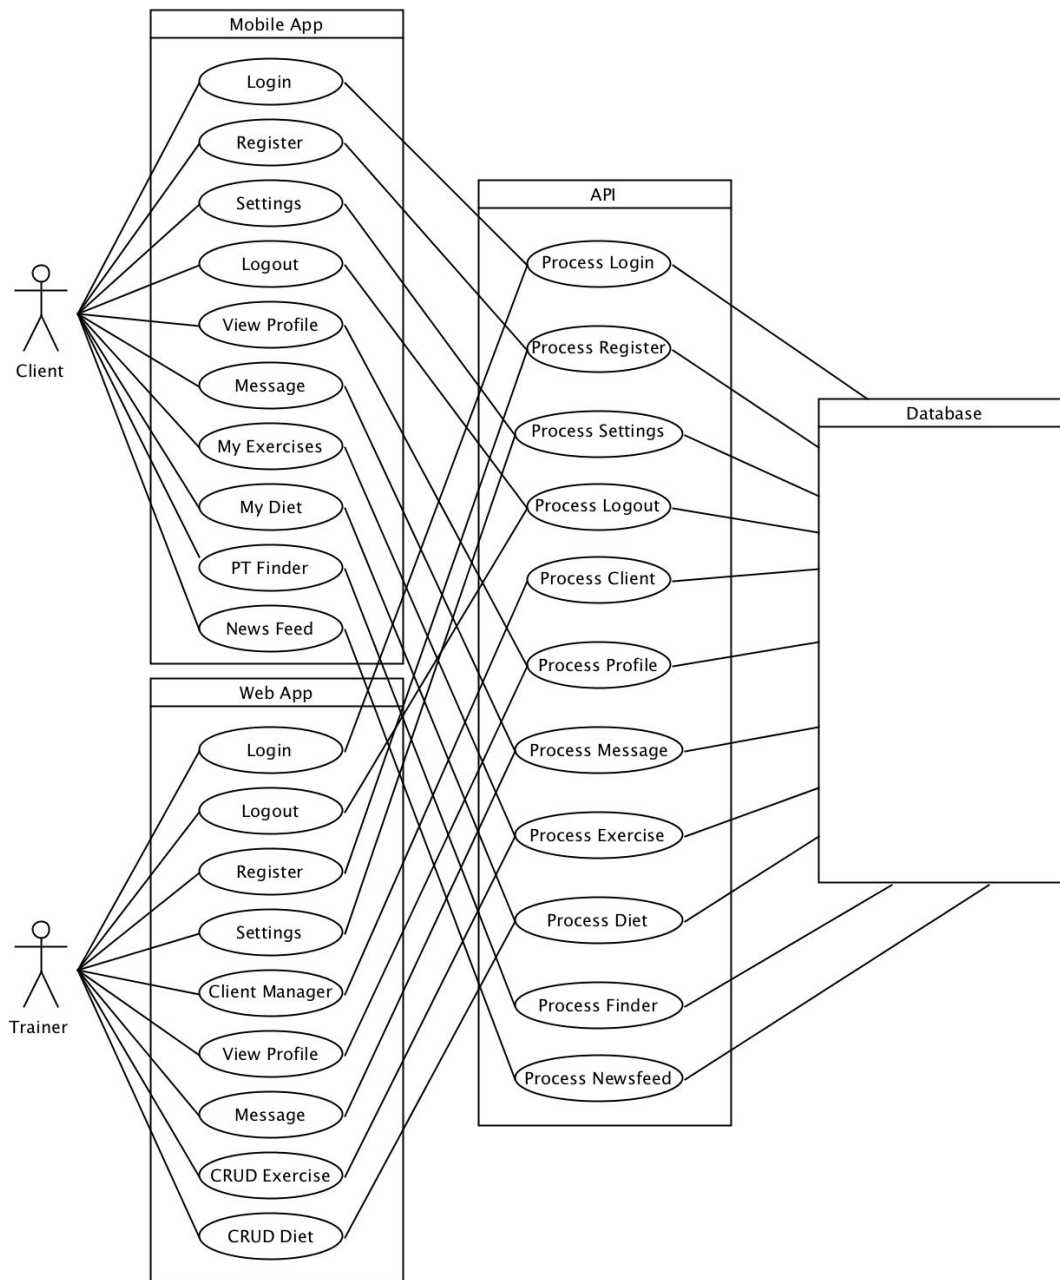 Mobile App
Login
Register
Settings
Logout
View Profile
Message
My Exercises
My Diet
PT Finder
News Feed
Client
Web App
Login
Logout
Register
Settings
Client Manager
View Profile
Message
CRUD Exercise
CRUD Diet
Trainer
API
Process Login
Process Register
Process Settings
Process Logout
Process Client
Process Profile
Process Message
Process Exercise
Process Diet
Process Finder
Process Newsfeed
Database